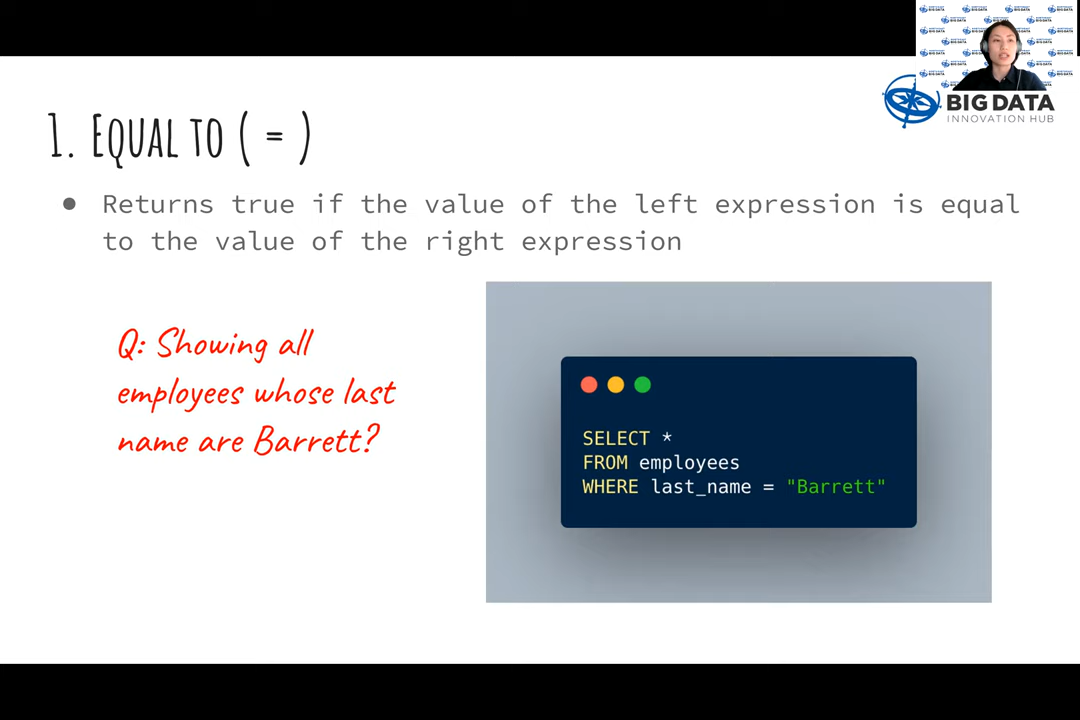 BIG DATA
INNOVATION HUB
1. EQUAL TO ( = )
Returns true if the value of the left expression is equal
to the value of the right expression
Q: Showing all
employees whose last
name are Barrett?
SELECT *
FROM employees
WHERE last_name = "Barrett"